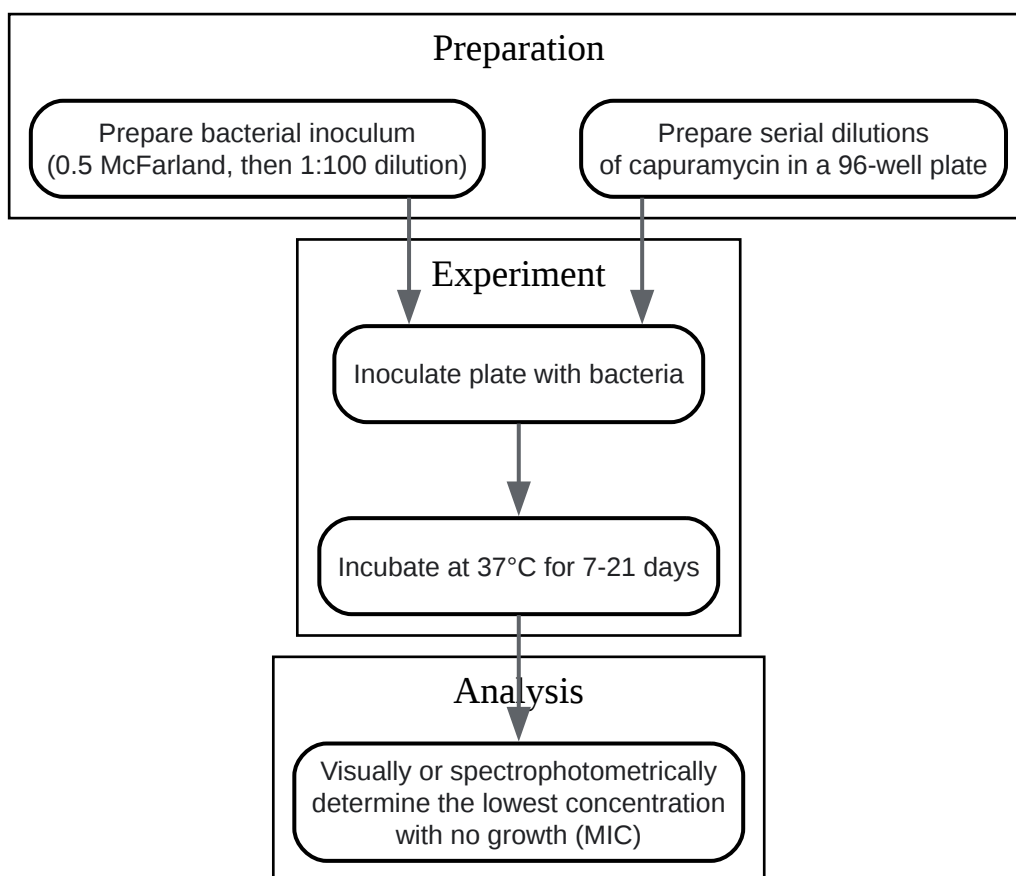 Preparation
Prepare bacterial inoculum
(0.5 McFarland, then 1:100 dilution)
Prepare serial dilutions
of capuramycin in a 96-well plate
Experiment
Inoculate plate with bacteria
Incubate at 37°C for 7-21 days
Analysis
Visually or spectrophotometrically
determine the lowest concentration
with no growth (MIC)